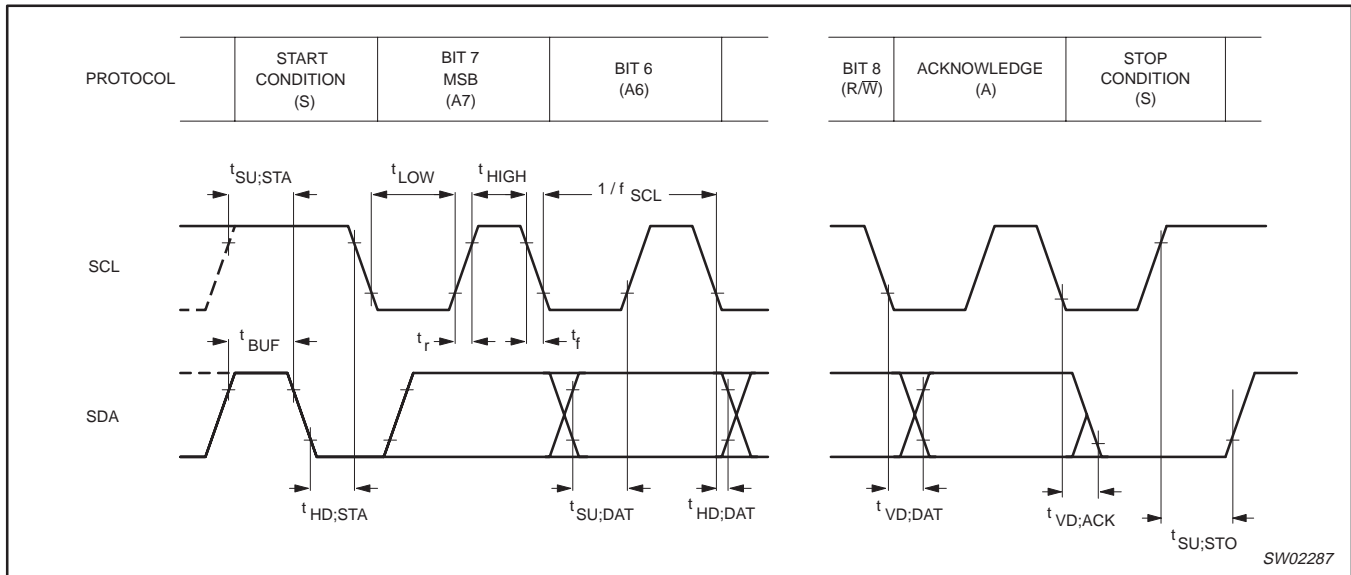 PROTOCOL
START
CONDITION
(S)
BIT 7
MSB
(A7)
BIT 6
(A6)
BIT 8
(R/W̅)
ACKNOWLEDGE
(A)
STOP
CONDITION
(S)
tSU;STA
tLOW
tHIGH
1 / fSCL
SCL
tBUF
tr
tf
SDA
tHD;STA
tSU;DAT
tHD;DAT
tVD;DAT
tVD;ACK
tSU;STO
SW02287